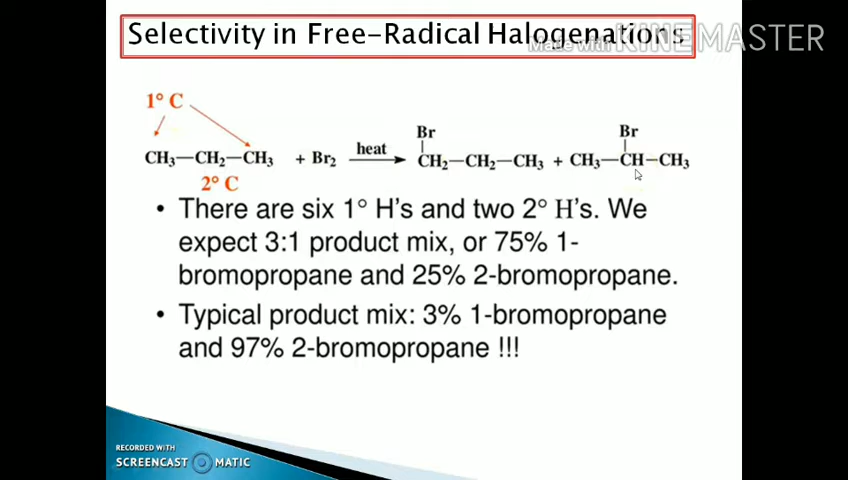 Selectivity in Free-Radical Halogenations
Made with KINEMASTER
1° C
Br Br
CH₃—CH₂—CH₃ + Br₂ heat CH₂—CH₂—CH₃ + CH₃—CH—CH₃
2° C
• There are six 1° H's and two 2° H's. We
expect 3:1 product mix, or 75% 1-
bromopropane and 25% 2-bromopropane.
• Typical product mix: 3% 1-bromopropane
and 97% 2-bromopropane !!!
RECORDED WITH
SCREENCAST MATIC